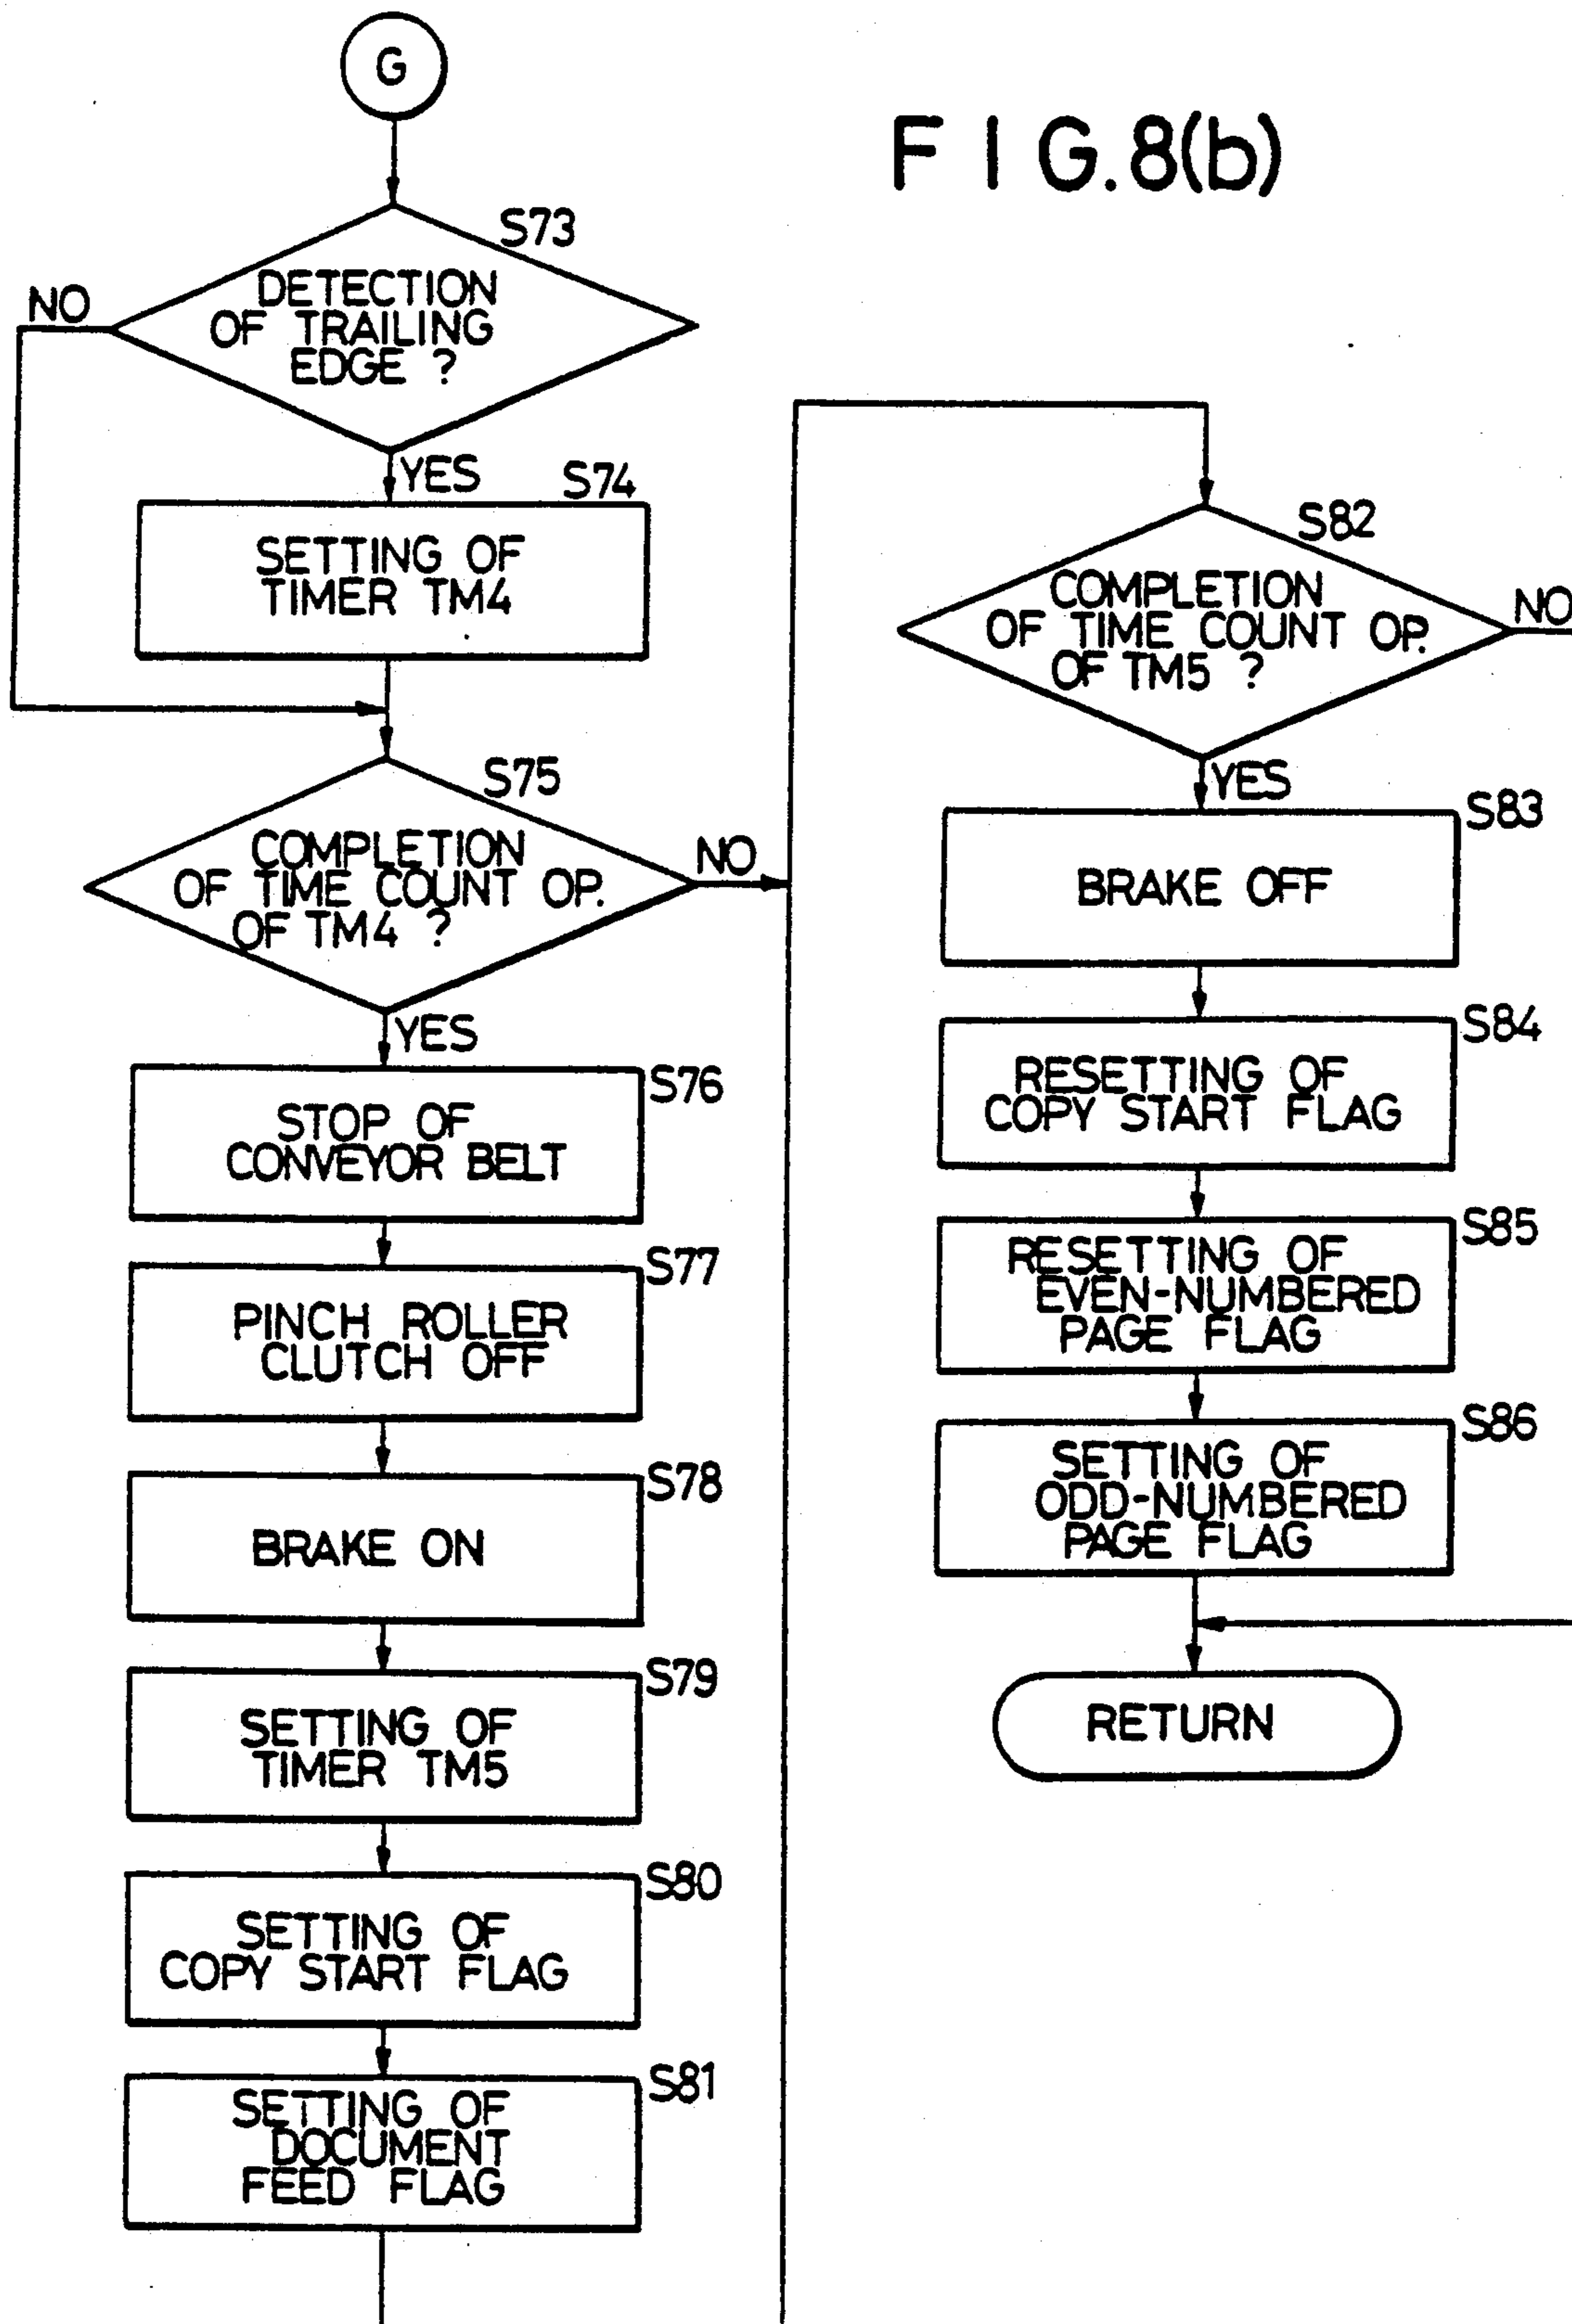 G
F I G.8(b)
S73
DETECTION
OF TRAILING
EDGE ?
NO
YES
S74
SETTING OF
TIMER TM4
S75
COMPLETION
OF TIME COUNT OP.
OF TM4 ?
NO
YES
S76
STOP OF
CONVEYOR BELT
S77
PINCH ROLLER
CLUTCH OFF
S78
BRAKE ON
S79
SETTING OF
TIMER TM5
S80
SETTING OF
COPY START FLAG
S81
SETTING OF
DOCUMENT
FEED FLAG
S82
COMPLETION
OF TIME COUNT OP.
OF TM5 ?
NO
YES
S83
BRAKE OFF
S84
RESETTING OF
COPY START FLAG
S85
RESETTING OF
EVEN-NUMBERED
PAGE FLAG
S86
SETTING OF
ODD-NUMBERED
PAGE FLAG
RETURN